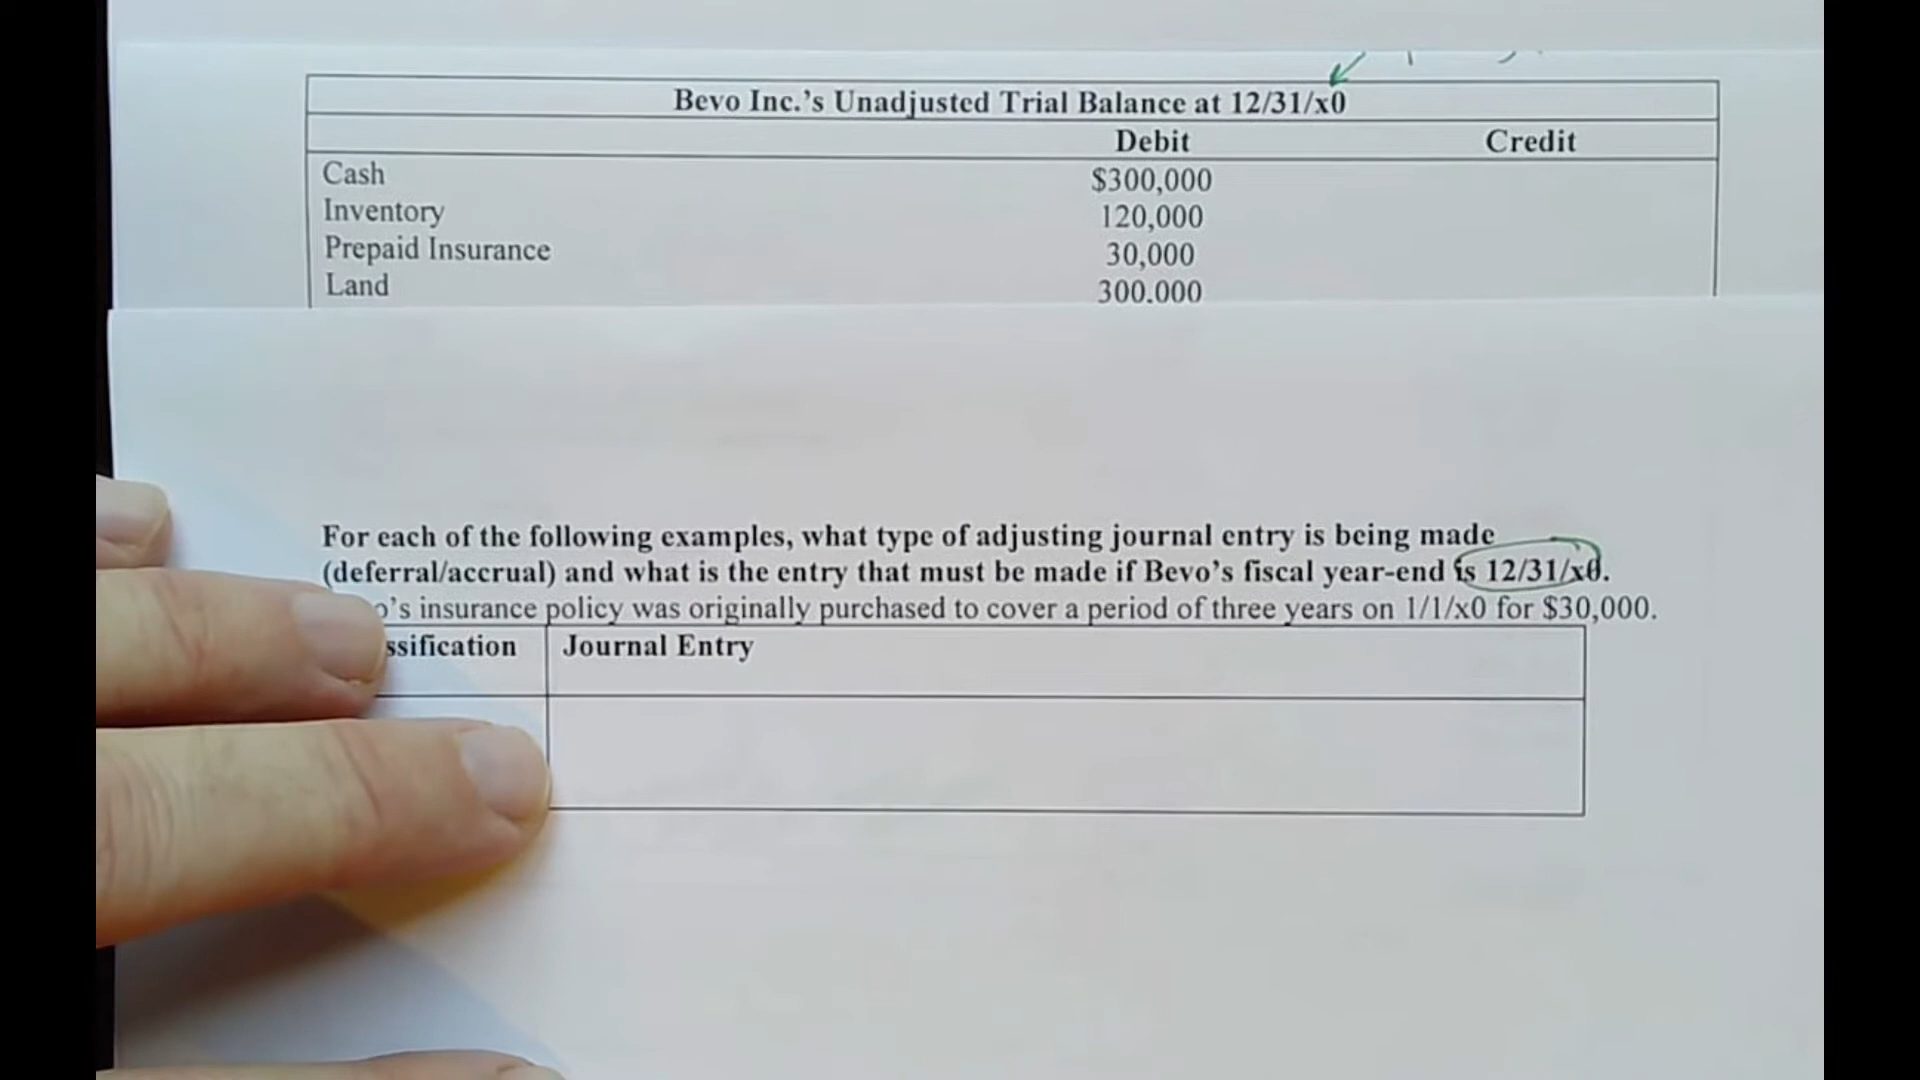 Bevo Inc.'s Unadjusted Trial Balance at 12/31/x0
Debit Credit
Cash $300,000
Inventory 120,000
Prepaid Insurance 30,000
Land 300,000
For each of the following examples, what type of adjusting journal entry is being made
(deferral/accrual) and what is the entry that must be made if Bevo's fiscal year-end is 12/31/x0.
insurance policy was originally purchased to cover a period of three years on 1/1/x0 for $30,000.
Journal Entry